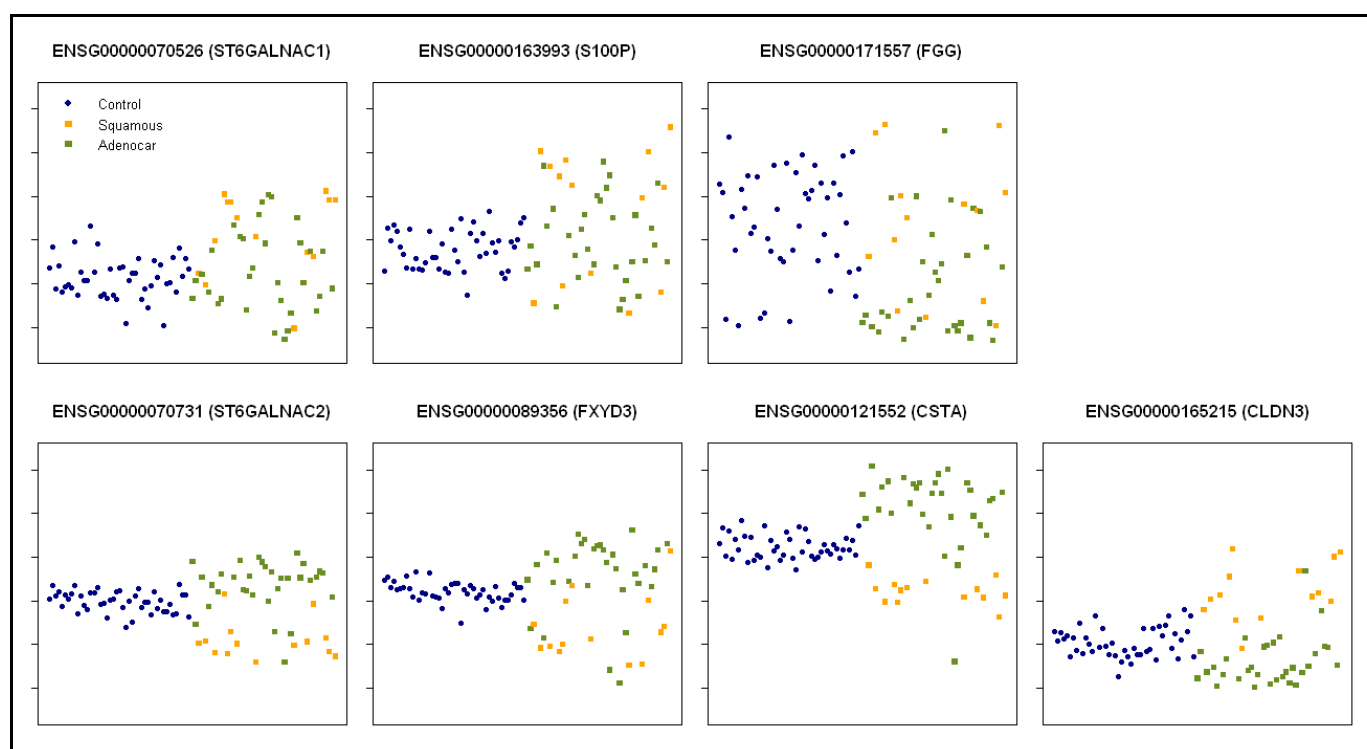 ENSG00000070526 (ST6GALNAC1)
ENSG00000163993 (S100P)
ENSG00000171557 (FGG)
Control
Squamous
Adenocar
ENSG00000070731 (ST6GALNAC2)
ENSG00000089356 (FXYD3)
ENSG00000121552 (CSTA)
ENSG00000165215 (CLDN3)